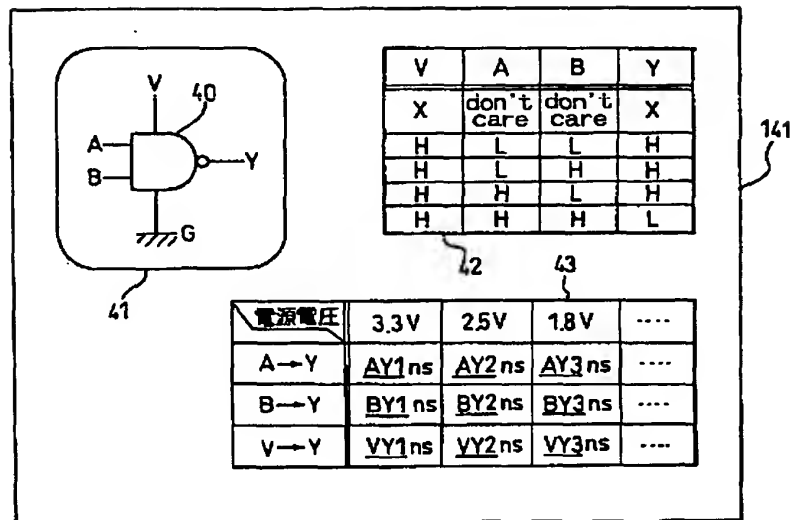 V
40
A
B
Y
G
41
V A B Y
X don't care don't care X
H L L H
H L H H
H H L H
H H H L
42
141
43
電源電圧 3.3V 2.5V 1.8V ----
A→Y AY1ns AY2ns AY3ns ----
B→Y BY1ns BY2ns BY3ns ----
V→Y VY1ns VY2ns VY3ns ----